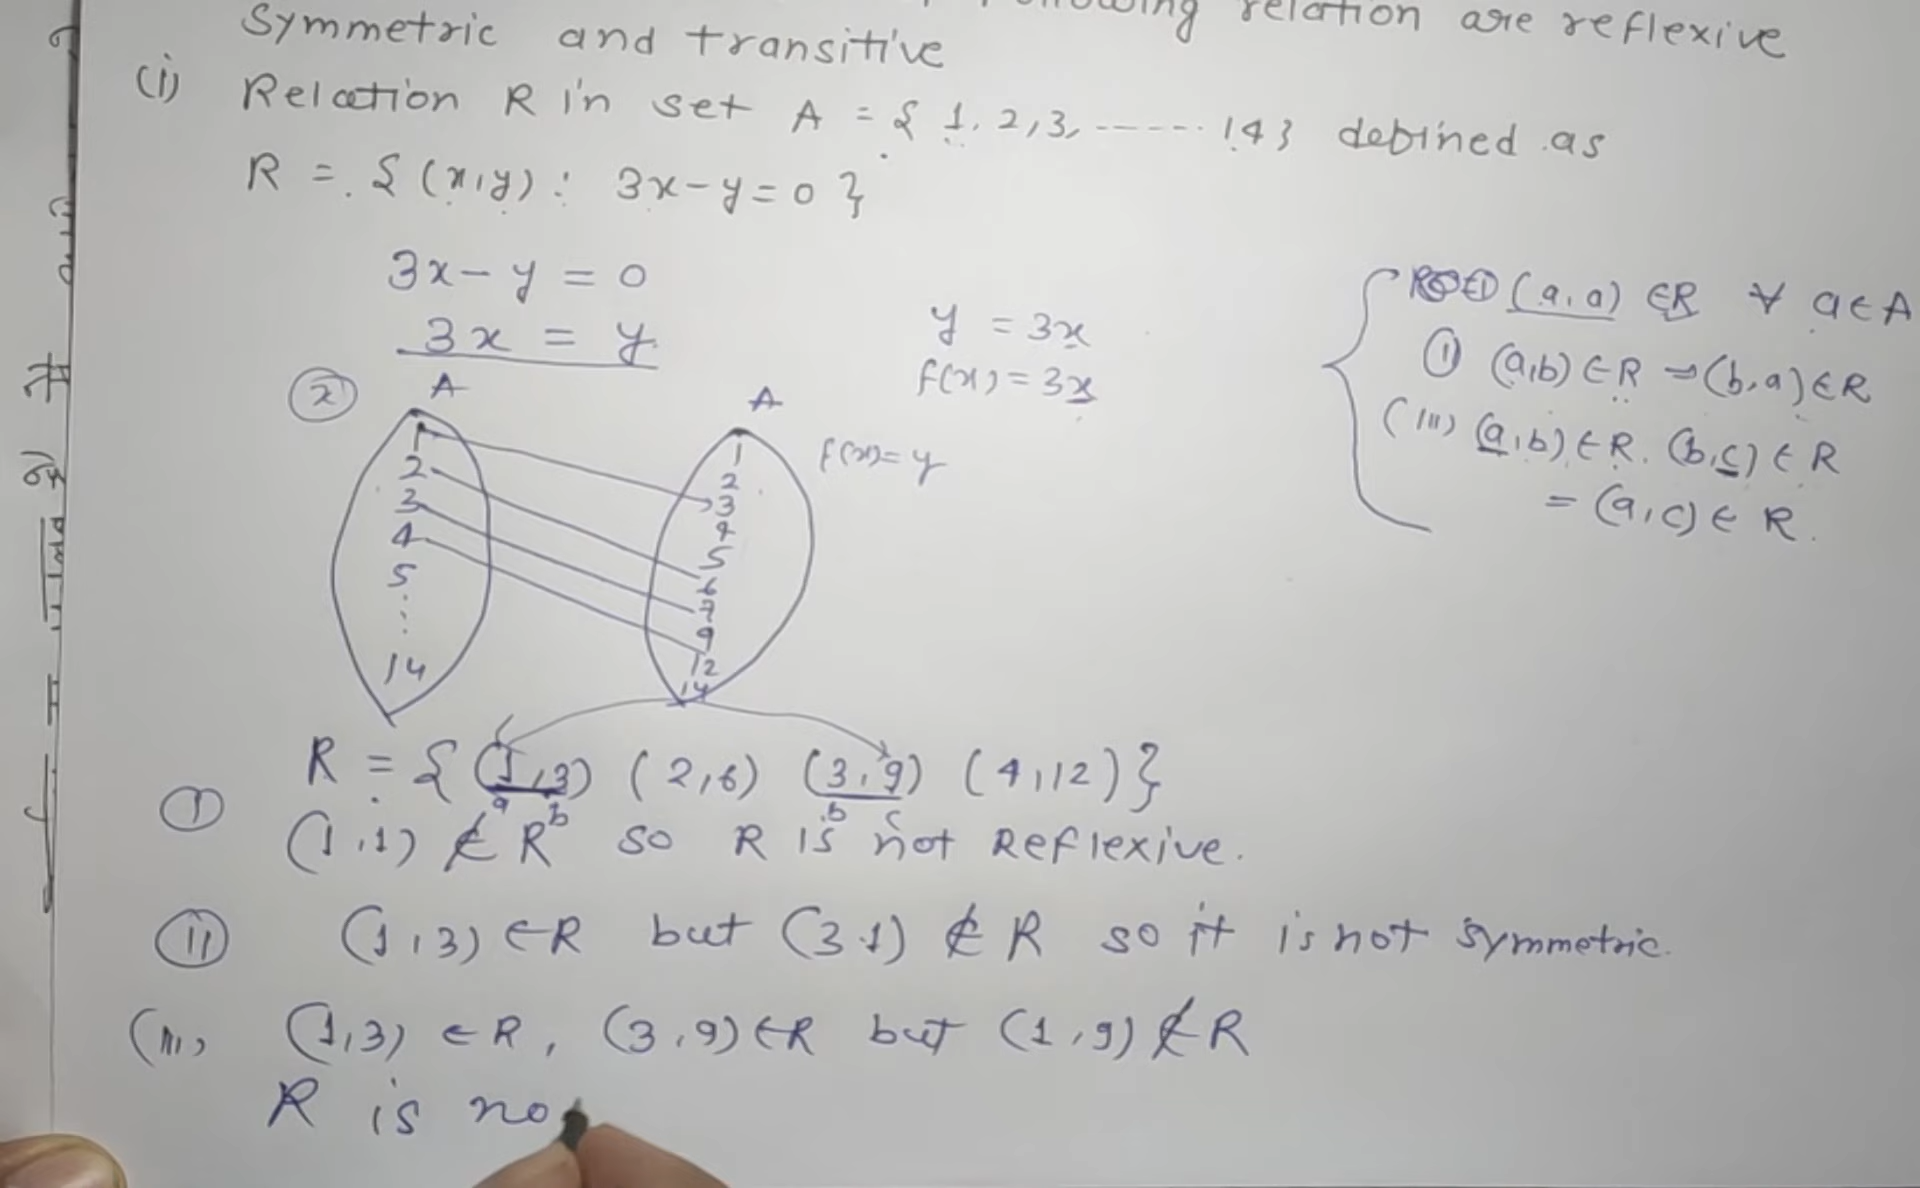 following relation are reflexive
Symmetric and transitive
(i) Relation R in set A = { 1, 2, 3, ------ 14 } defined as
R = { (x, y) : 3x - y = 0 }
3x - y = 0
3x = y
y = 3x
f(x) = 3x
f(x) = y
(a, a) ∈ R ∀ a ∈ A
(a, b) ∈ R → (b, a) ∈ R
(iii) (a, b) ∈ R. (b, c) ∈ R
= (a, c) ∈ R.
A
1
2
3
4
5
14
A
1
2
3
4
5
6
7
9
12
14
R = { (1, 3) (2, 6) (3, 9) (4, 12) }
a b b c
(I) (1, 1) ∉ R so R is not Reflexive.
(II) (1, 3) ∈ R but (3, 1) ∉ R so it is not symmetric.
(III) (1, 3) ∈ R, (3, 9) ∈ R but (1, 9) ∉ R
R is no